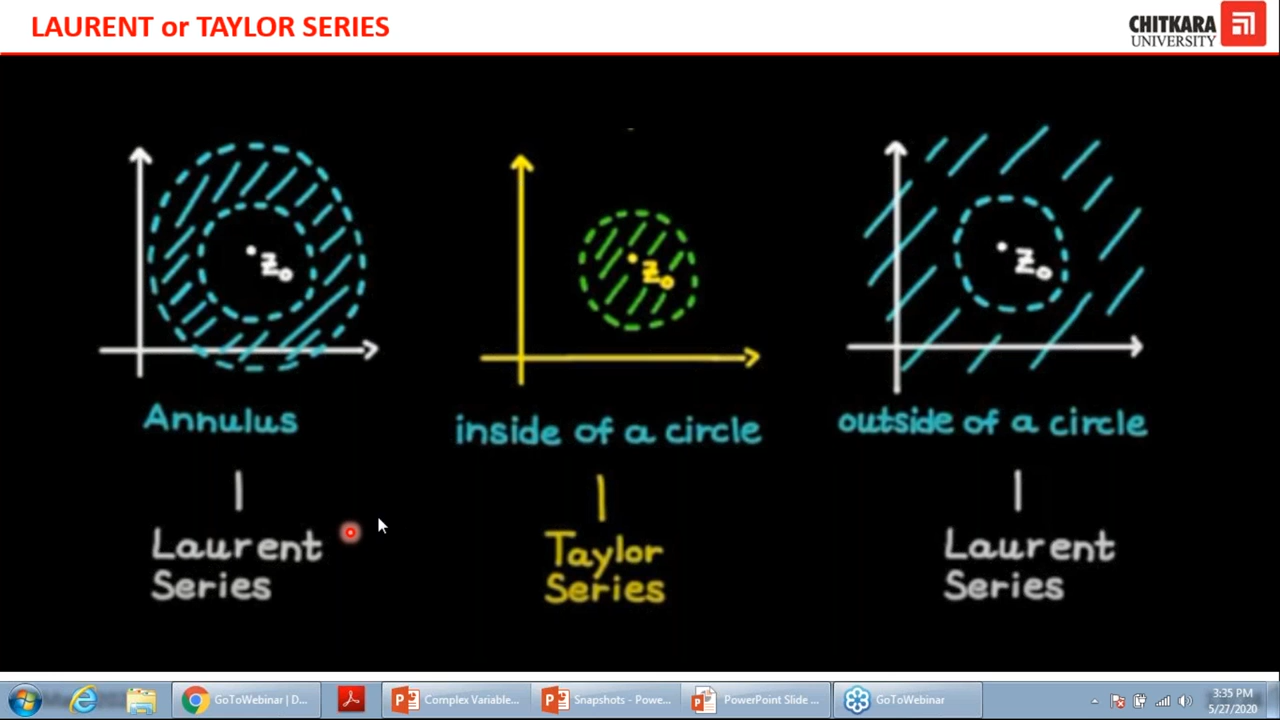 LAURENT or TAYLOR SERIES
CHITKARA
UNIVERSITY
Z₀
Z₀
Z₀
Annulus
inside of a circle
outside of a circle
Laurent
Series
Taylor
Series
Laurent
Series
GoToWebinar | D...
Complex Variable...
Snapshots - Powe...
PowerPoint Slide ...
GoToWebinar
3:35 PM
5/27/2020